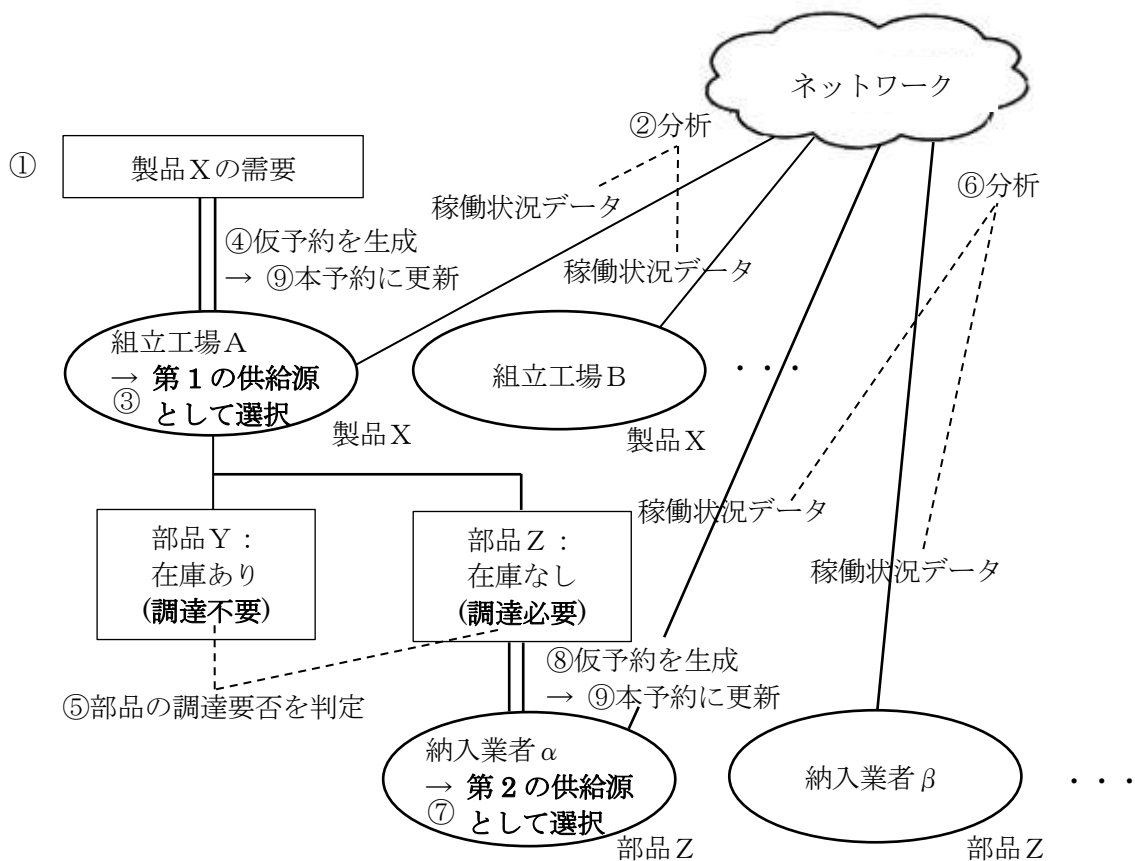 ネットワーク
②分析
① 製品Xの需要
⑥分析
稼働状況データ
④仮予約を生成
→ ⑨本予約に更新
稼働状況データ
組立工場A
→ 第1の供給源
③ として選択
製品X
組立工場B
製品X
・・・
稼働状況データ
部品Y：
在庫あり
(調達不要)
部品Z：
在庫なし
(調達必要)
稼働状況データ
⑧仮予約を生成
→ ⑨本予約に更新
⑤部品の調達要否を判定
納入業者α
→ 第2の供給源
⑦ として選択
部品Z
納入業者β
部品Z
・・・